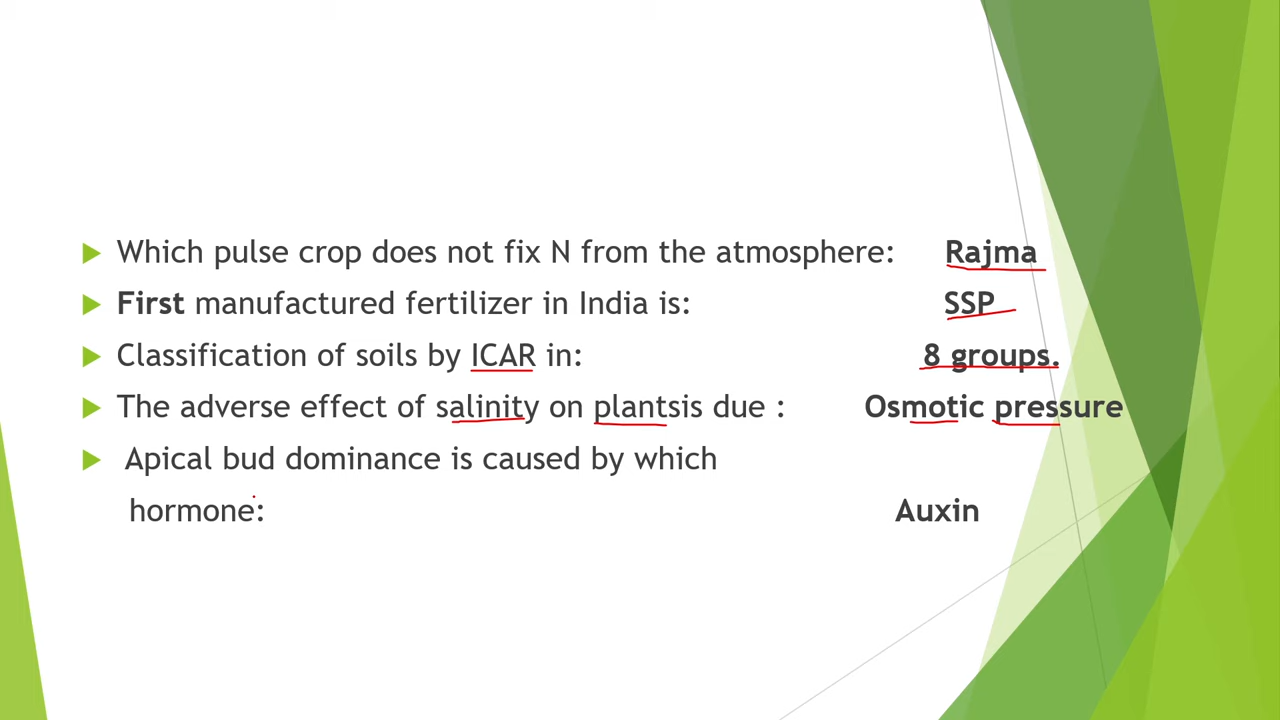 Which pulse crop does not fix N from the atmosphere: Rajma
First manufactured fertilizer in India is: SSP
Classification of soils by ICAR in: 8 groups.
The adverse effect of salinity on plantsis due : Osmotic pressure
Apical bud dominance is caused by which
hormone: Auxin